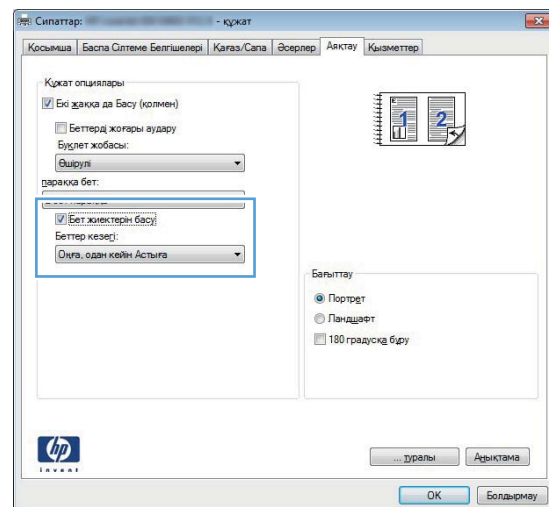 Сипаттар: - құжат
Қосымша Баспа Сілтеме Белгішелері Қағаз/Сапа Әсерлер Аяқтау Қызметтер
Құжат опциялары
Екі жаққа да Басу (қолмен)
Беттерді жоғары аудару
Буклет жобасы:
Өшірулі
параққа бет:
Бет жиектерін басу
Беттер кезегі:
Оңға, одан кейін Астыға
1 2
Бағыттау
Портрет
Ландшафт
180 градусқа бұру
hp
invent
... туралы Анықтама
OK Болдырмау